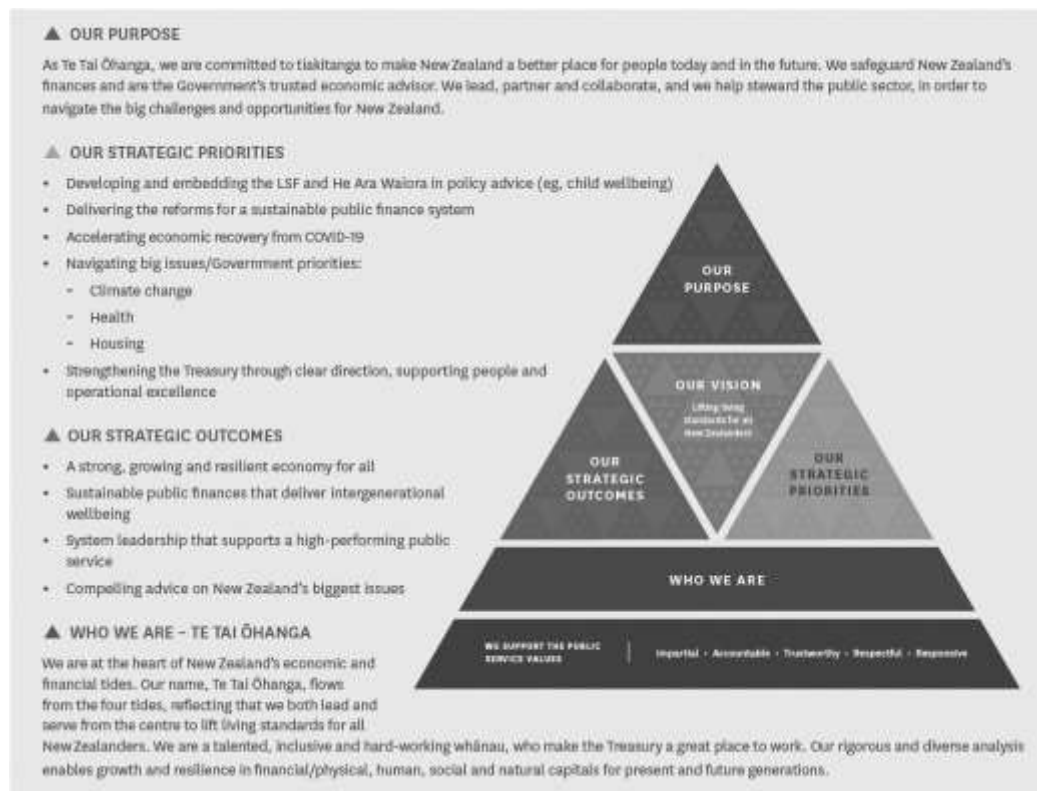 OUR PURPOSE
As Te Tai Ōhanga, we are committed to tiakitanga to make New Zealand a better place for people today and in the future. We safeguard New Zealand's
finances and are the Government's trusted economic advisor. We lead, partner and collaborate, and we help steward the public sector, in order to
navigate the big challenges and opportunities for New Zealand.
OUR STRATEGIC PRIORITIES
• Developing and embedding the LSF and He Ara Waiora in policy advice (eg, child wellbeing)
• Delivering the reforms for a sustainable public finance system
• Accelerating economic recovery from COVID-19
• Navigating big issues/Government priorities:
– Climate change
– Health
– Housing
• Strengthening the Treasury through clear direction, supporting people and
operational excellence
OUR STRATEGIC OUTCOMES
• A strong, growing and resilient economy for all
• Sustainable public finances that deliver intergenerational
wellbeing
• System leadership that supports a high-performing public
service
• Compelling advice on New Zealand's biggest issues
WHO WE ARE – TE TAI ŌHANGA
We are at the heart of New Zealand's economic and
financial tides. Our name, Te Tai Ōhanga, flows
from the four tides, reflecting that we both lead and
serve from the centre to lift living standards for all
New Zealanders. We are a talented, inclusive and hard-working whānau, who make the Treasury a great place to work. Our rigorous and diverse analysis
enables growth and resilience in financial/physical, human, social and natural capitals for present and future generations.
OUR
PURPOSE
OUR VISION
Lifting living
standards for all
New Zealanders
OUR
STRATEGIC
OUTCOMES
OUR
STRATEGIC
PRIORITIES
WHO WE ARE
WE SUPPORT THE PUBLIC
SERVICE VALUES
Impartial • Accountable • Trustworthy • Respectful • Responsive